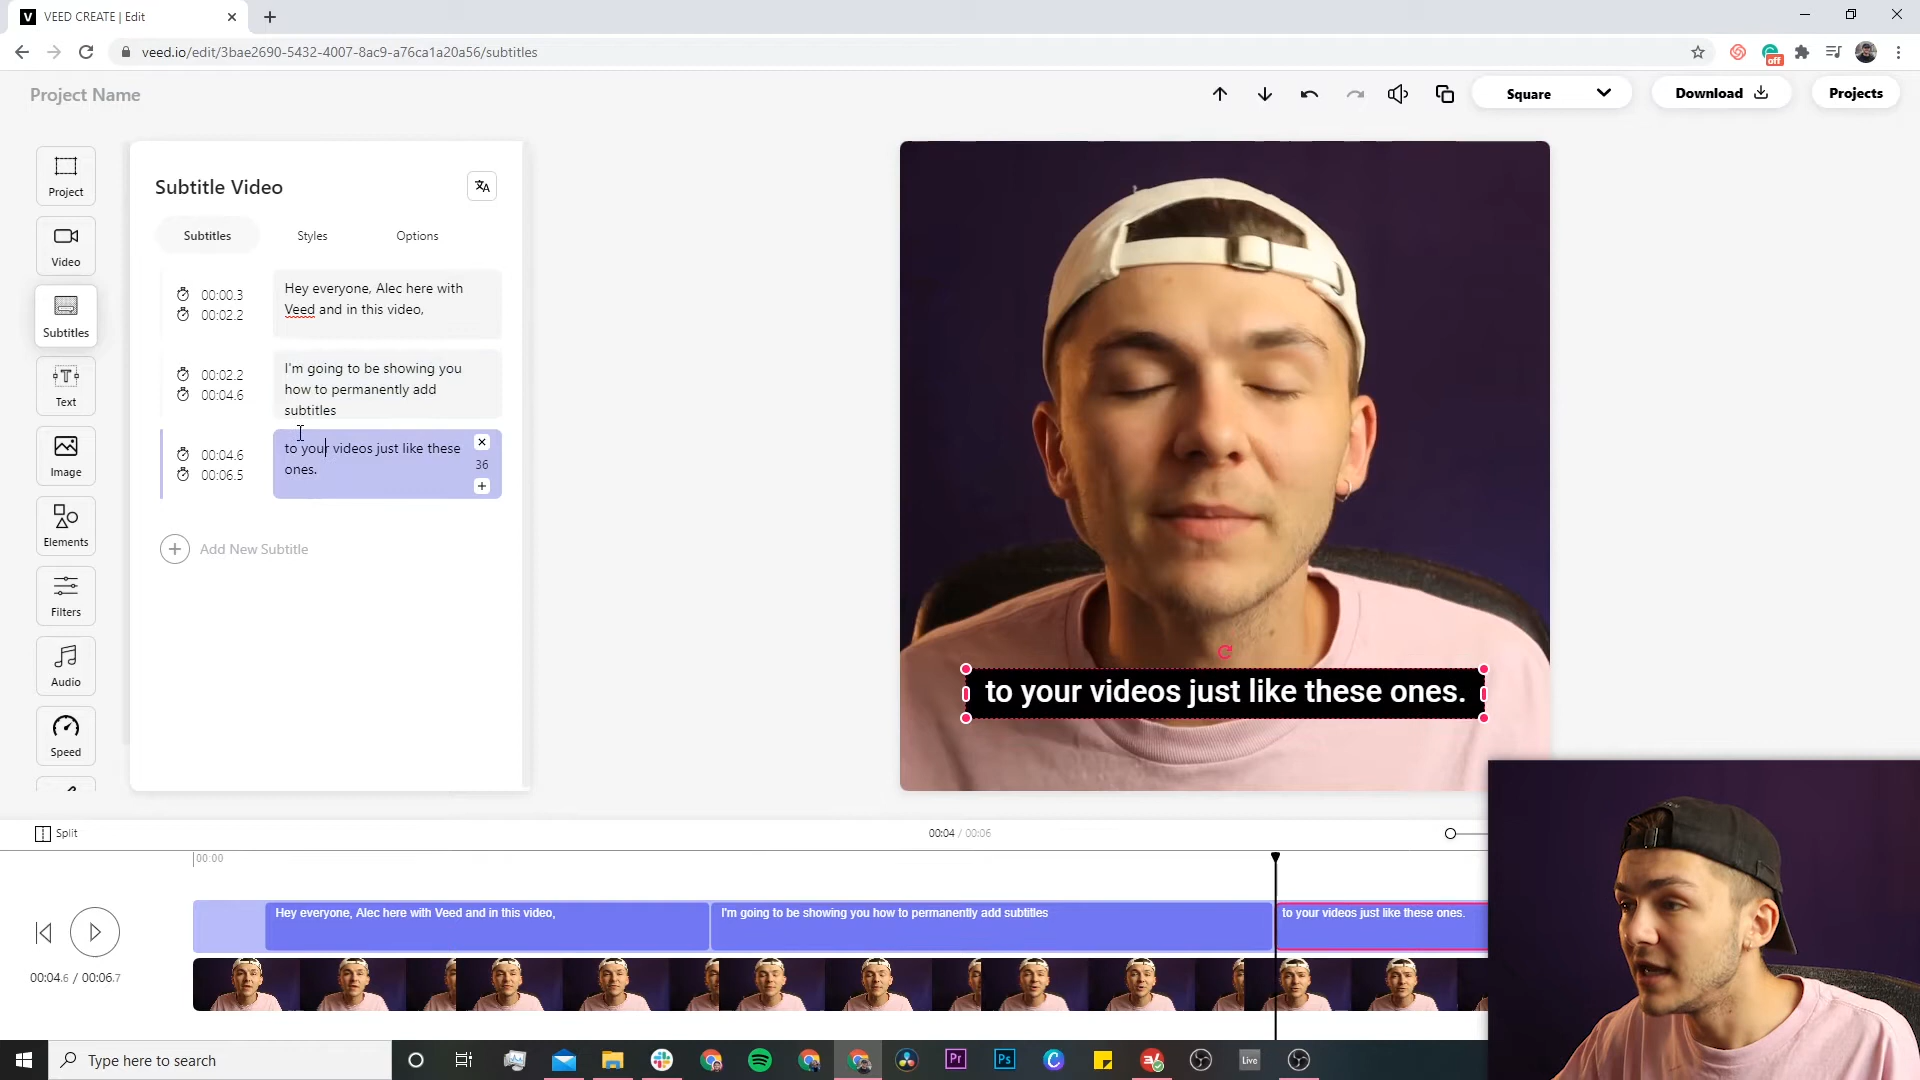 VEED CREATE | Edit
veed.io/edit/3bae2690-5432-4007-8ac9-a76ca1a20a56/subtitles
off
Project Name
Square
Download
Projects
Project
Video
Subtitles
Text
Image
Elements
Filters
Audio
Speed
Subtitle Video
Subtitles
Styles
Options
00:00.3
00:02.2
Hey everyone, Alec here with
Veed and in this video,
00:02.2
00:04.6
I'm going to be showing you
how to permanently add
subtitles
00:04.6
00:06.5
to your videos just like these
ones.
36
Add New Subtitle
to your videos just like these ones.
Split
00:04 / 00:06
00:00
Hey everyone, Alec here with Veed and in this video,
I'm going to be showing you how to permanently add subtitles
to your videos just like these ones.
00:04.6 / 00:06.7
Type here to search
Pr
Ps
Live